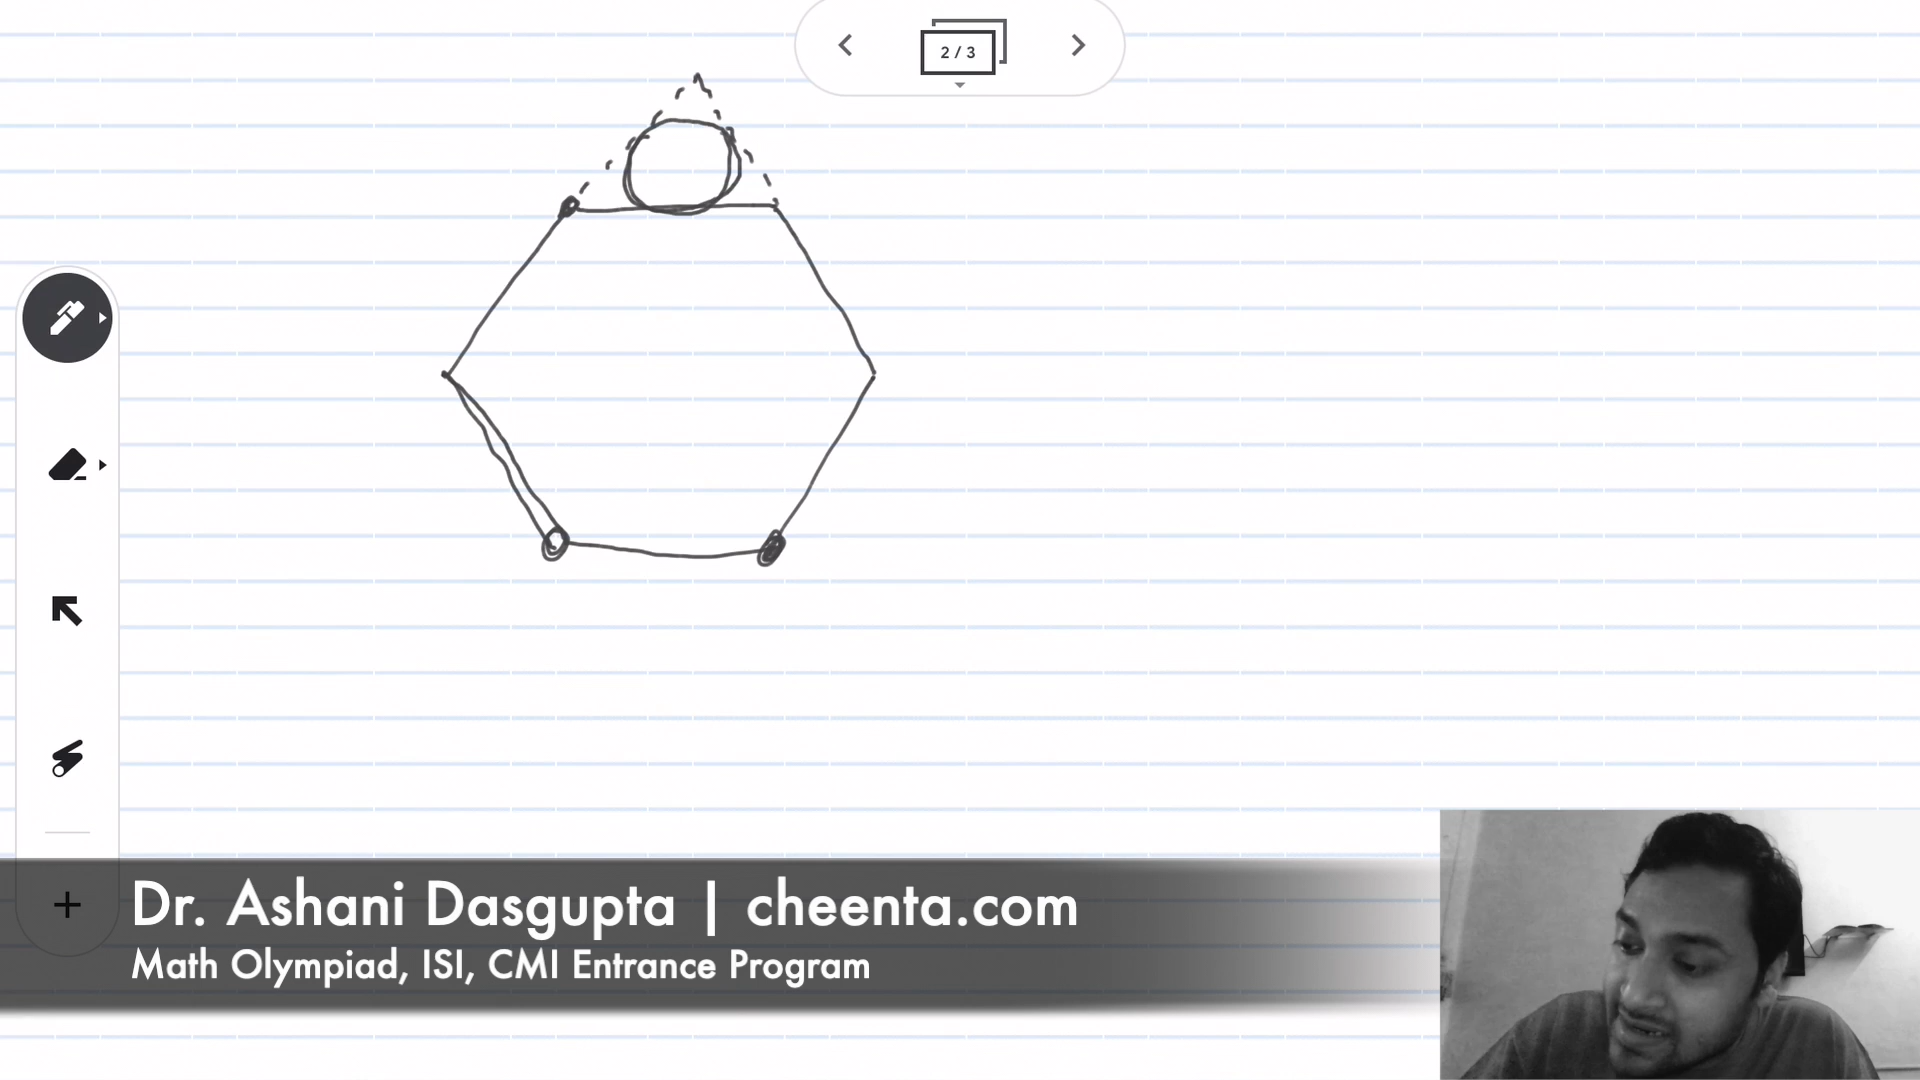 2 / 3
Dr. Ashani Dasgupta | cheenta.com
Math Olympiad, ISI, CMI Entrance Program